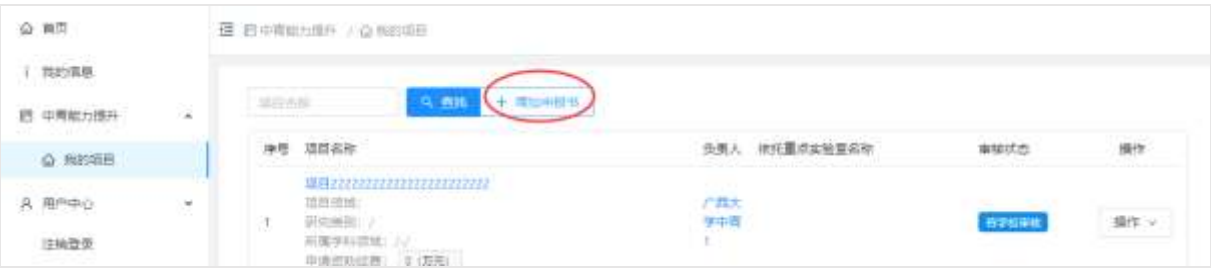 首页
中青能力提升 / 我的项目
我的信息
中青能力提升
项目名称 查找 + 增加申报书
我的项目
序号 项目名称 负责人 依托重点实验室名称 审核状态 操作
项目zzzzzzzzzzzzzzzzzzzzzzz
用户中心
项目领域:
1 研究类别: /
广西大学中青1
待学校审核 操作
所属学科领域: /·/
注销登录
申请资助经费: 0 (万元)